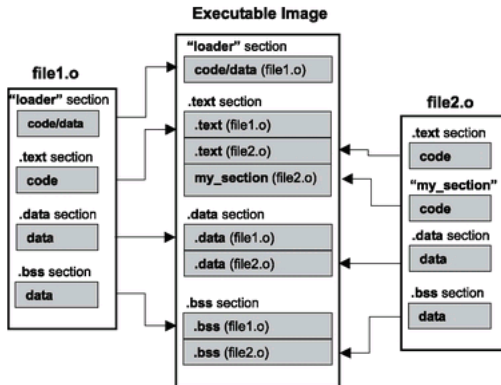 Executable Image
file1.o
"loader" section
code/data
.text section
code
.data section
data
.bss section
data
"loader" section
code/data (file1.o)
.text section
.text (file1.o)
.text (file2.o)
my_section (file2.o)
.data section
.data (file1.o)
.data (file2.o)
.bss section
.bss (file1.o)
.bss (file2.o)
file2.o
.text section
code
"my_section"
code
.data section
data
.bss section
data